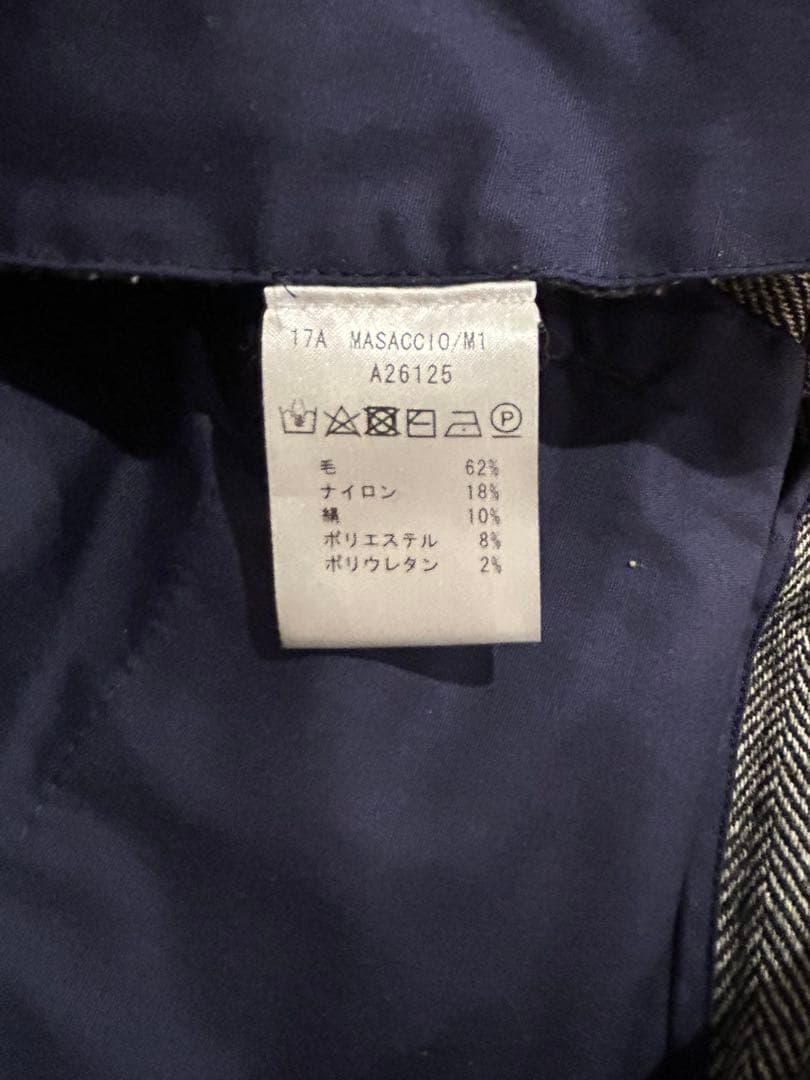 17A MASACCIO/M1
A26125
P
毛 62%
ナイロン 18%
絹 10%
ポリエステル 8%
ポリウレタン 2%